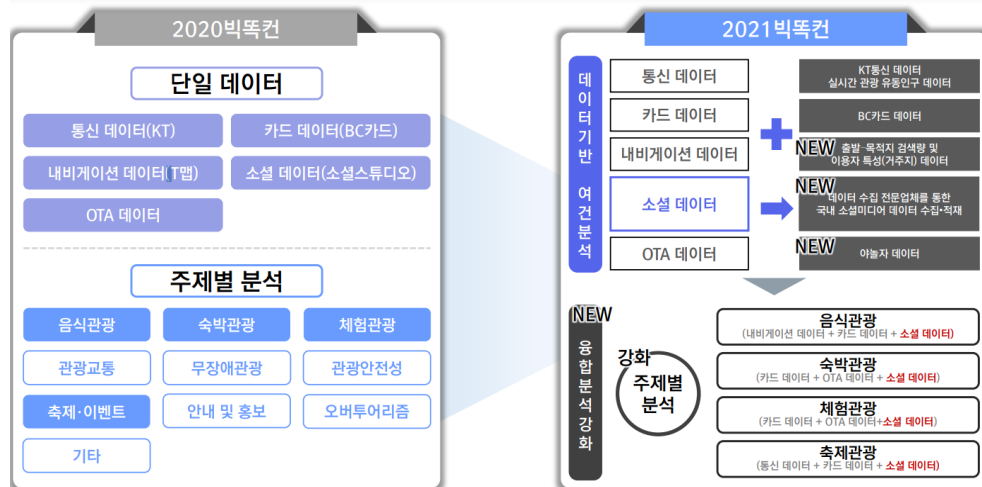 2020빅똑컨
단일 데이터
통신 데이터(KT)
카드 데이터(BC카드)
내비게이션 데이터(T맵)
소셜 데이터(소셜스튜디오)
OTA 데이터
주제별 분석
음식관광
숙박관광
체험관광
관광교통
무장애관광
관광안전성
축제·이벤트
안내 및 홍보
오버투어리즘
기타
2021빅똑컨
데이터기반 여건분석
통신 데이터
카드 데이터
내비게이션 데이터
소셜 데이터
OTA 데이터
KT통신 데이터
실시간 관광 유동인구 데이터
BC카드 데이터
NEW
출발·목적지 검색량 및
이용자 특성(거주지) 데이터
NEW
데이터 수집 전문업체를 통한
국내 소셜미디어 데이터 수집·적재
NEW
야놀자 데이터
NEW
융합분석강화
강화
주제별
분석
음식관광
(내비게이션 데이터 + 카드 데이터 + 소셜 데이터)
숙박관광
(카드 데이터 + OTA 데이터 + 소셜 데이터)
체험관광
(카드 데이터 + OTA 데이터+소셜 데이터)
축제관광
(통신 데이터 + 카드 데이터 + 소셜 데이터)